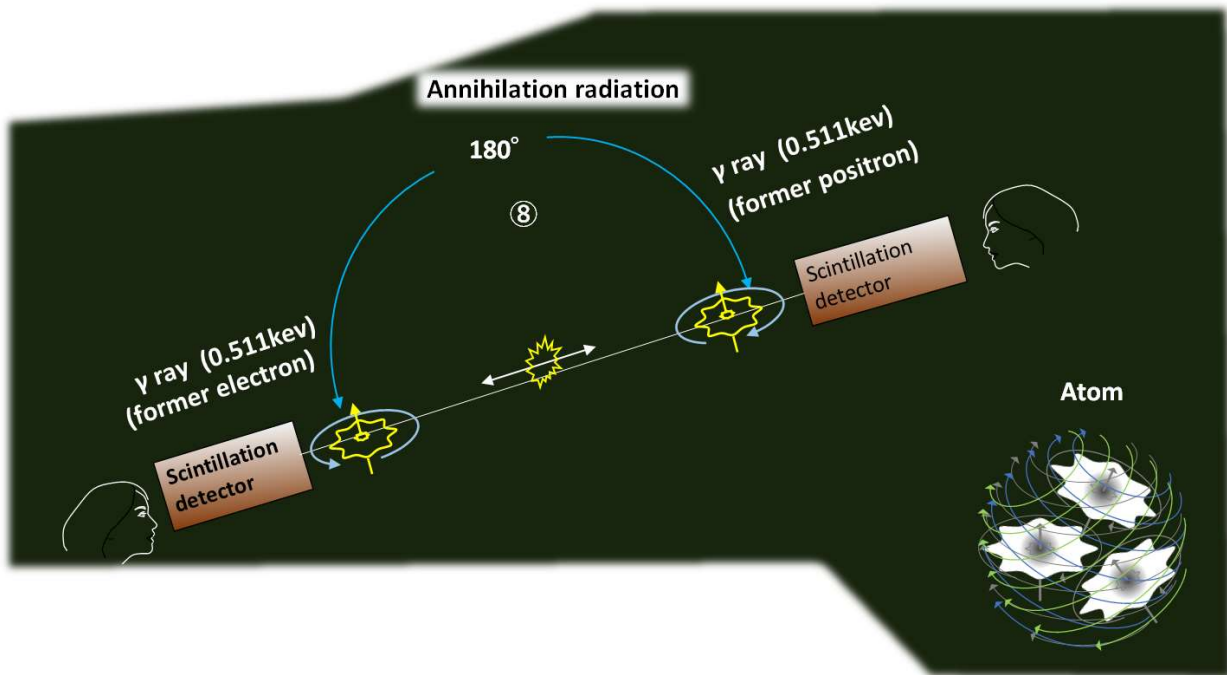 Annihilation radiation
180°
⑧
γ ray (0.511kev)
(former positron)
Scintillation
detector
γ ray (0.511kev)
(former electron)
Scintillation
detector
Atom